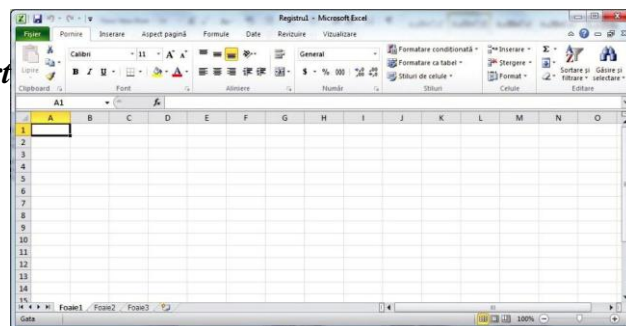 Registru1 - Microsoft Excel
Fișier Pornire Inserare Aspect pagină Formule Date Revizuire Vizualizare
Calibri 11 A A General Formatare condițională Inserare Σ
Lipire Formatare ca tabel Ștergere Sortare și Găsire și
B I U A $ % 000 Stiluri de celule Format filtrare selectare
Clipboard Font Aliniere Număr Stiluri Celule Editare
rt
A1 fx
A B C D E F G H I J K L M N O
1
2
3
4
5
6
7
8
9
10
11
12
13
14
15
Foaie1 Foaie2 Foaie3
Gata 100%